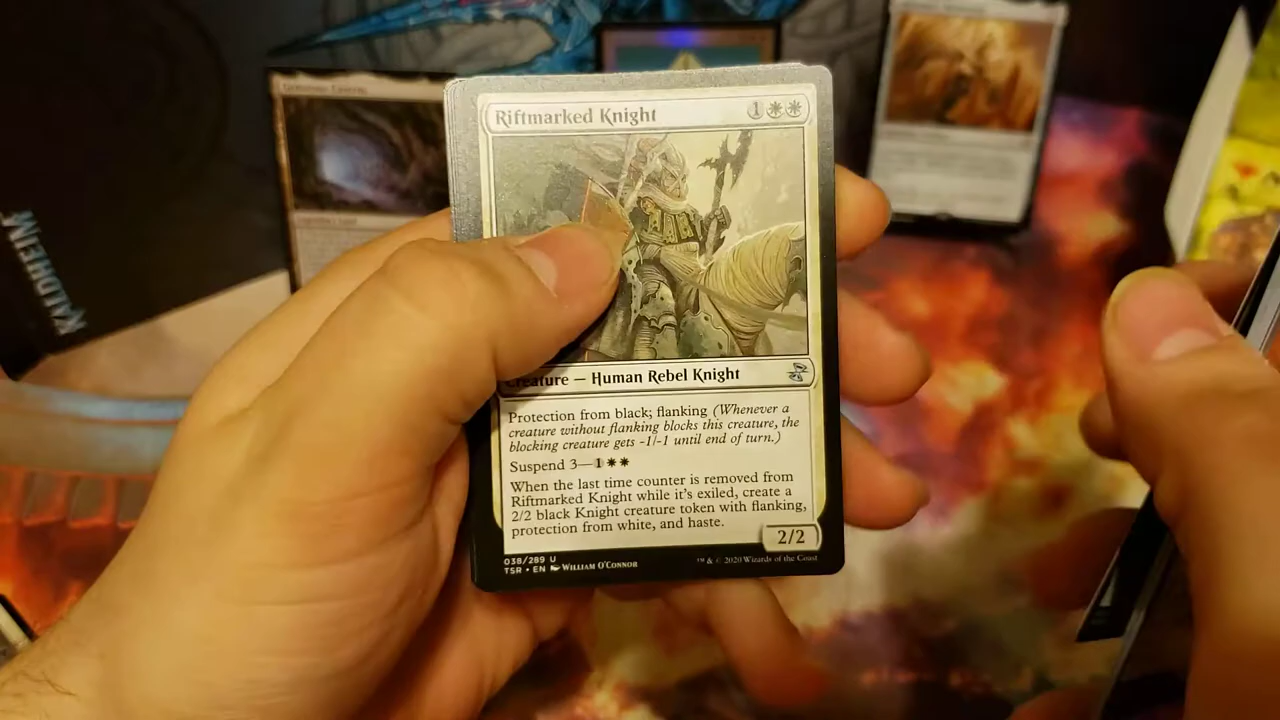 Riftmarked Knight 1
Creature — Human Rebel Knight
Protection from black; flanking (Whenever a
creature without flanking blocks this creature, the
blocking creature gets -1/-1 until end of turn.)
Suspend 3—1
When the last time counter is removed from
Riftmarked Knight while it's exiled, create a
2/2 black Knight creature token with flanking,
protection from white, and haste.
2/2
038/289 U
TSR • EN William O'Connor
™ & © 2020 Wizards of the Coast
KALDHEIM